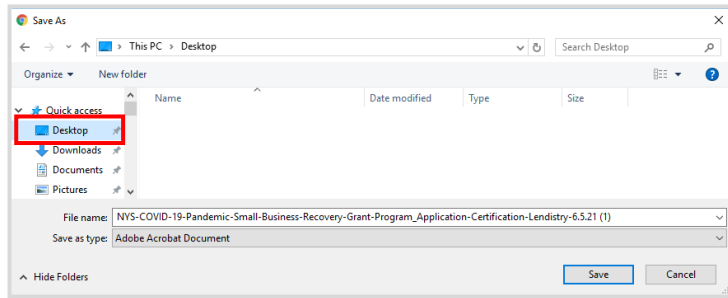 Save As
This PC > Desktop
Search Desktop
Organize New folder
Name Date modified Type Size
Quick access
Desktop
Downloads
Documents
Pictures
File name: NYS-COVID-19-Pandemic-Small-Business-Recovery-Grant-Program_Application-Certification-Lendistry-6.5.21 (1)
Save as type: Adobe Acrobat Document
Hide Folders Save Cancel